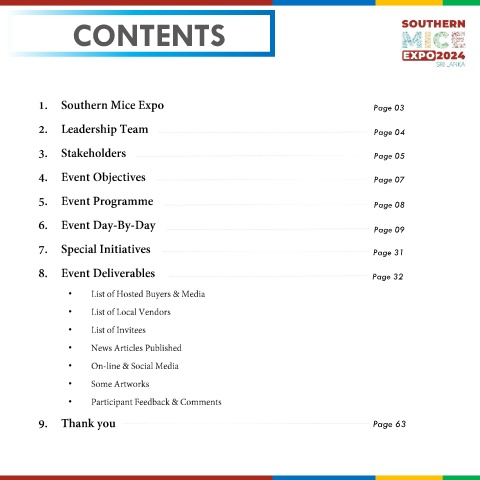 CONTENTS
SOUTHERN
MICE
EXPO2024
SRI LANKA
1. Southern Mice Expo Page 03
2. Leadership Team Page 04
3. Stakeholders Page 05
4. Event Objectives Page 07
5. Event Programme Page 08
6. Event Day-By-Day Page 09
7. Special Initiatives Page 31
8. Event Deliverables Page 32
• List of Hosted Buyers & Media
• List of Local Vendors
• List of Invitees
• News Articles Published
• On-line & Social Media
• Some Artworks
• Participant Feedback & Comments
9. Thank you Page 63